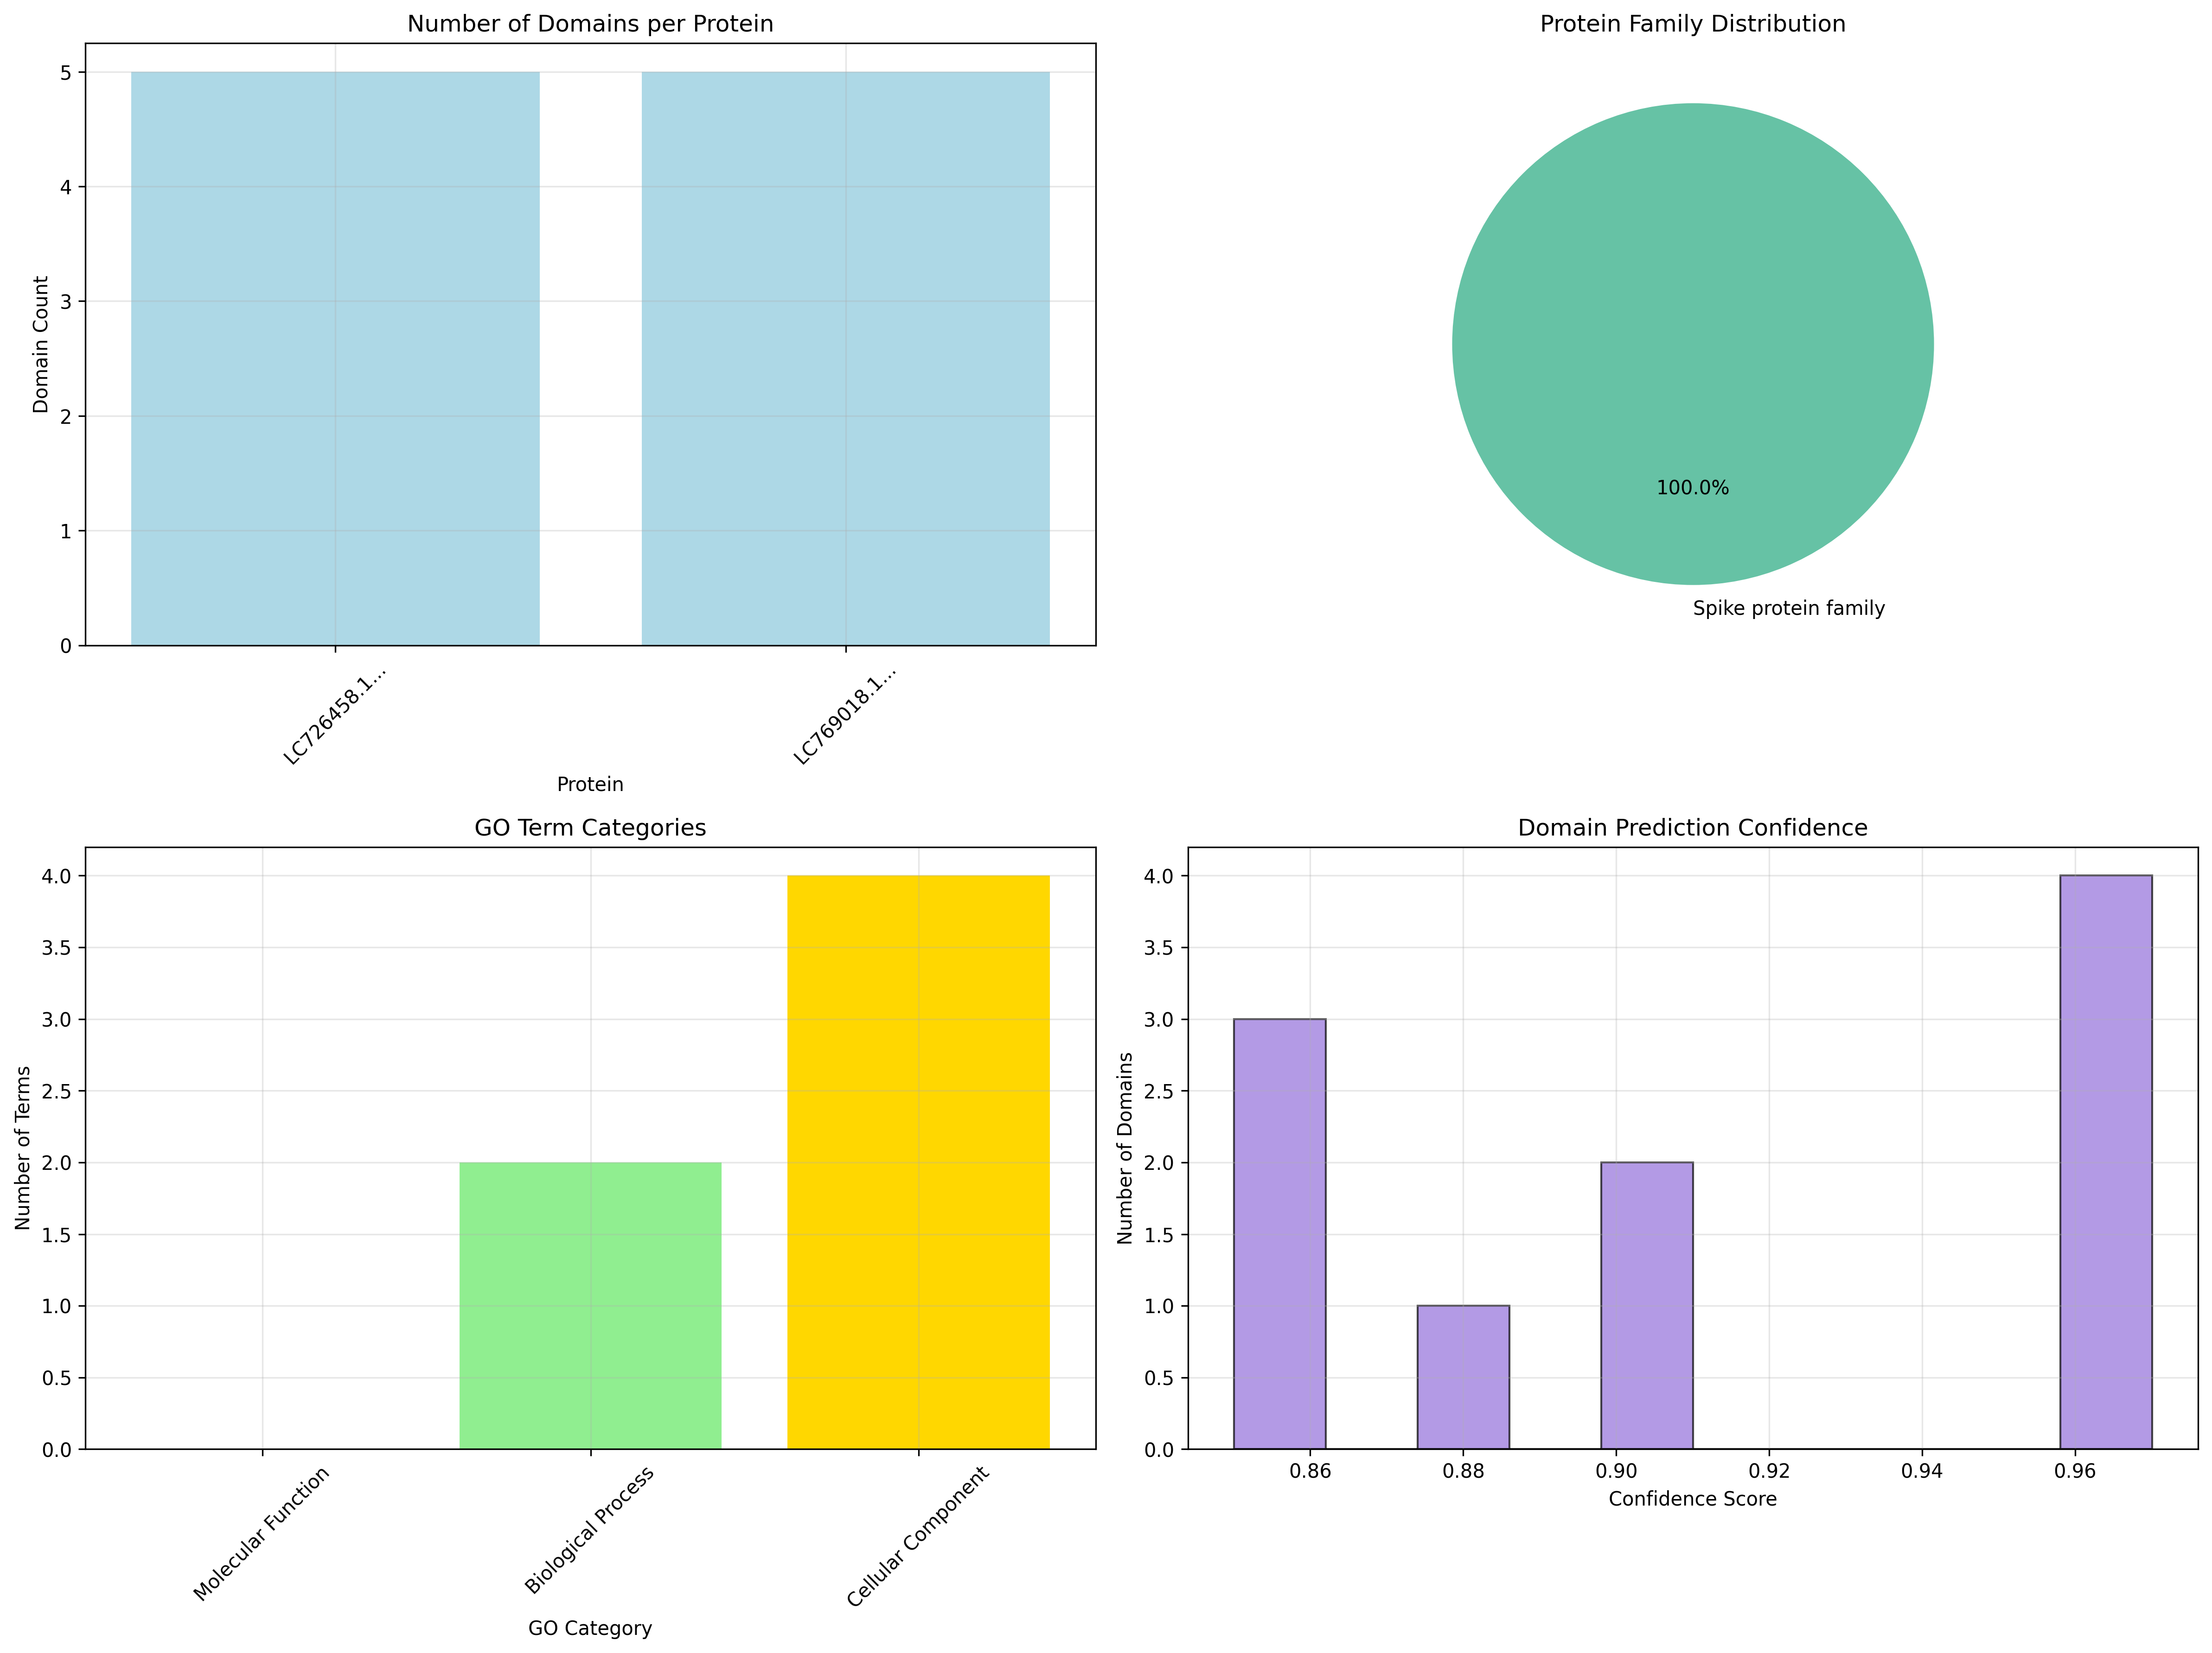 Number of Domains per Protein
Domain Count
5
4
3
2
1
0
LC726458.1...
LC769018.1...
Protein
Protein Family Distribution
100.0%
Spike protein family
GO Term Categories
Number of Terms
4.0
3.5
3.0
2.5
2.0
1.5
1.0
0.5
0.0
Molecular Function
Biological Process
Cellular Component
GO Category
Domain Prediction Confidence
Number of Domains
4.0
3.5
3.0
2.5
2.0
1.5
1.0
0.5
0.0
0.86 0.88 0.90 0.92 0.94 0.96
Confidence Score